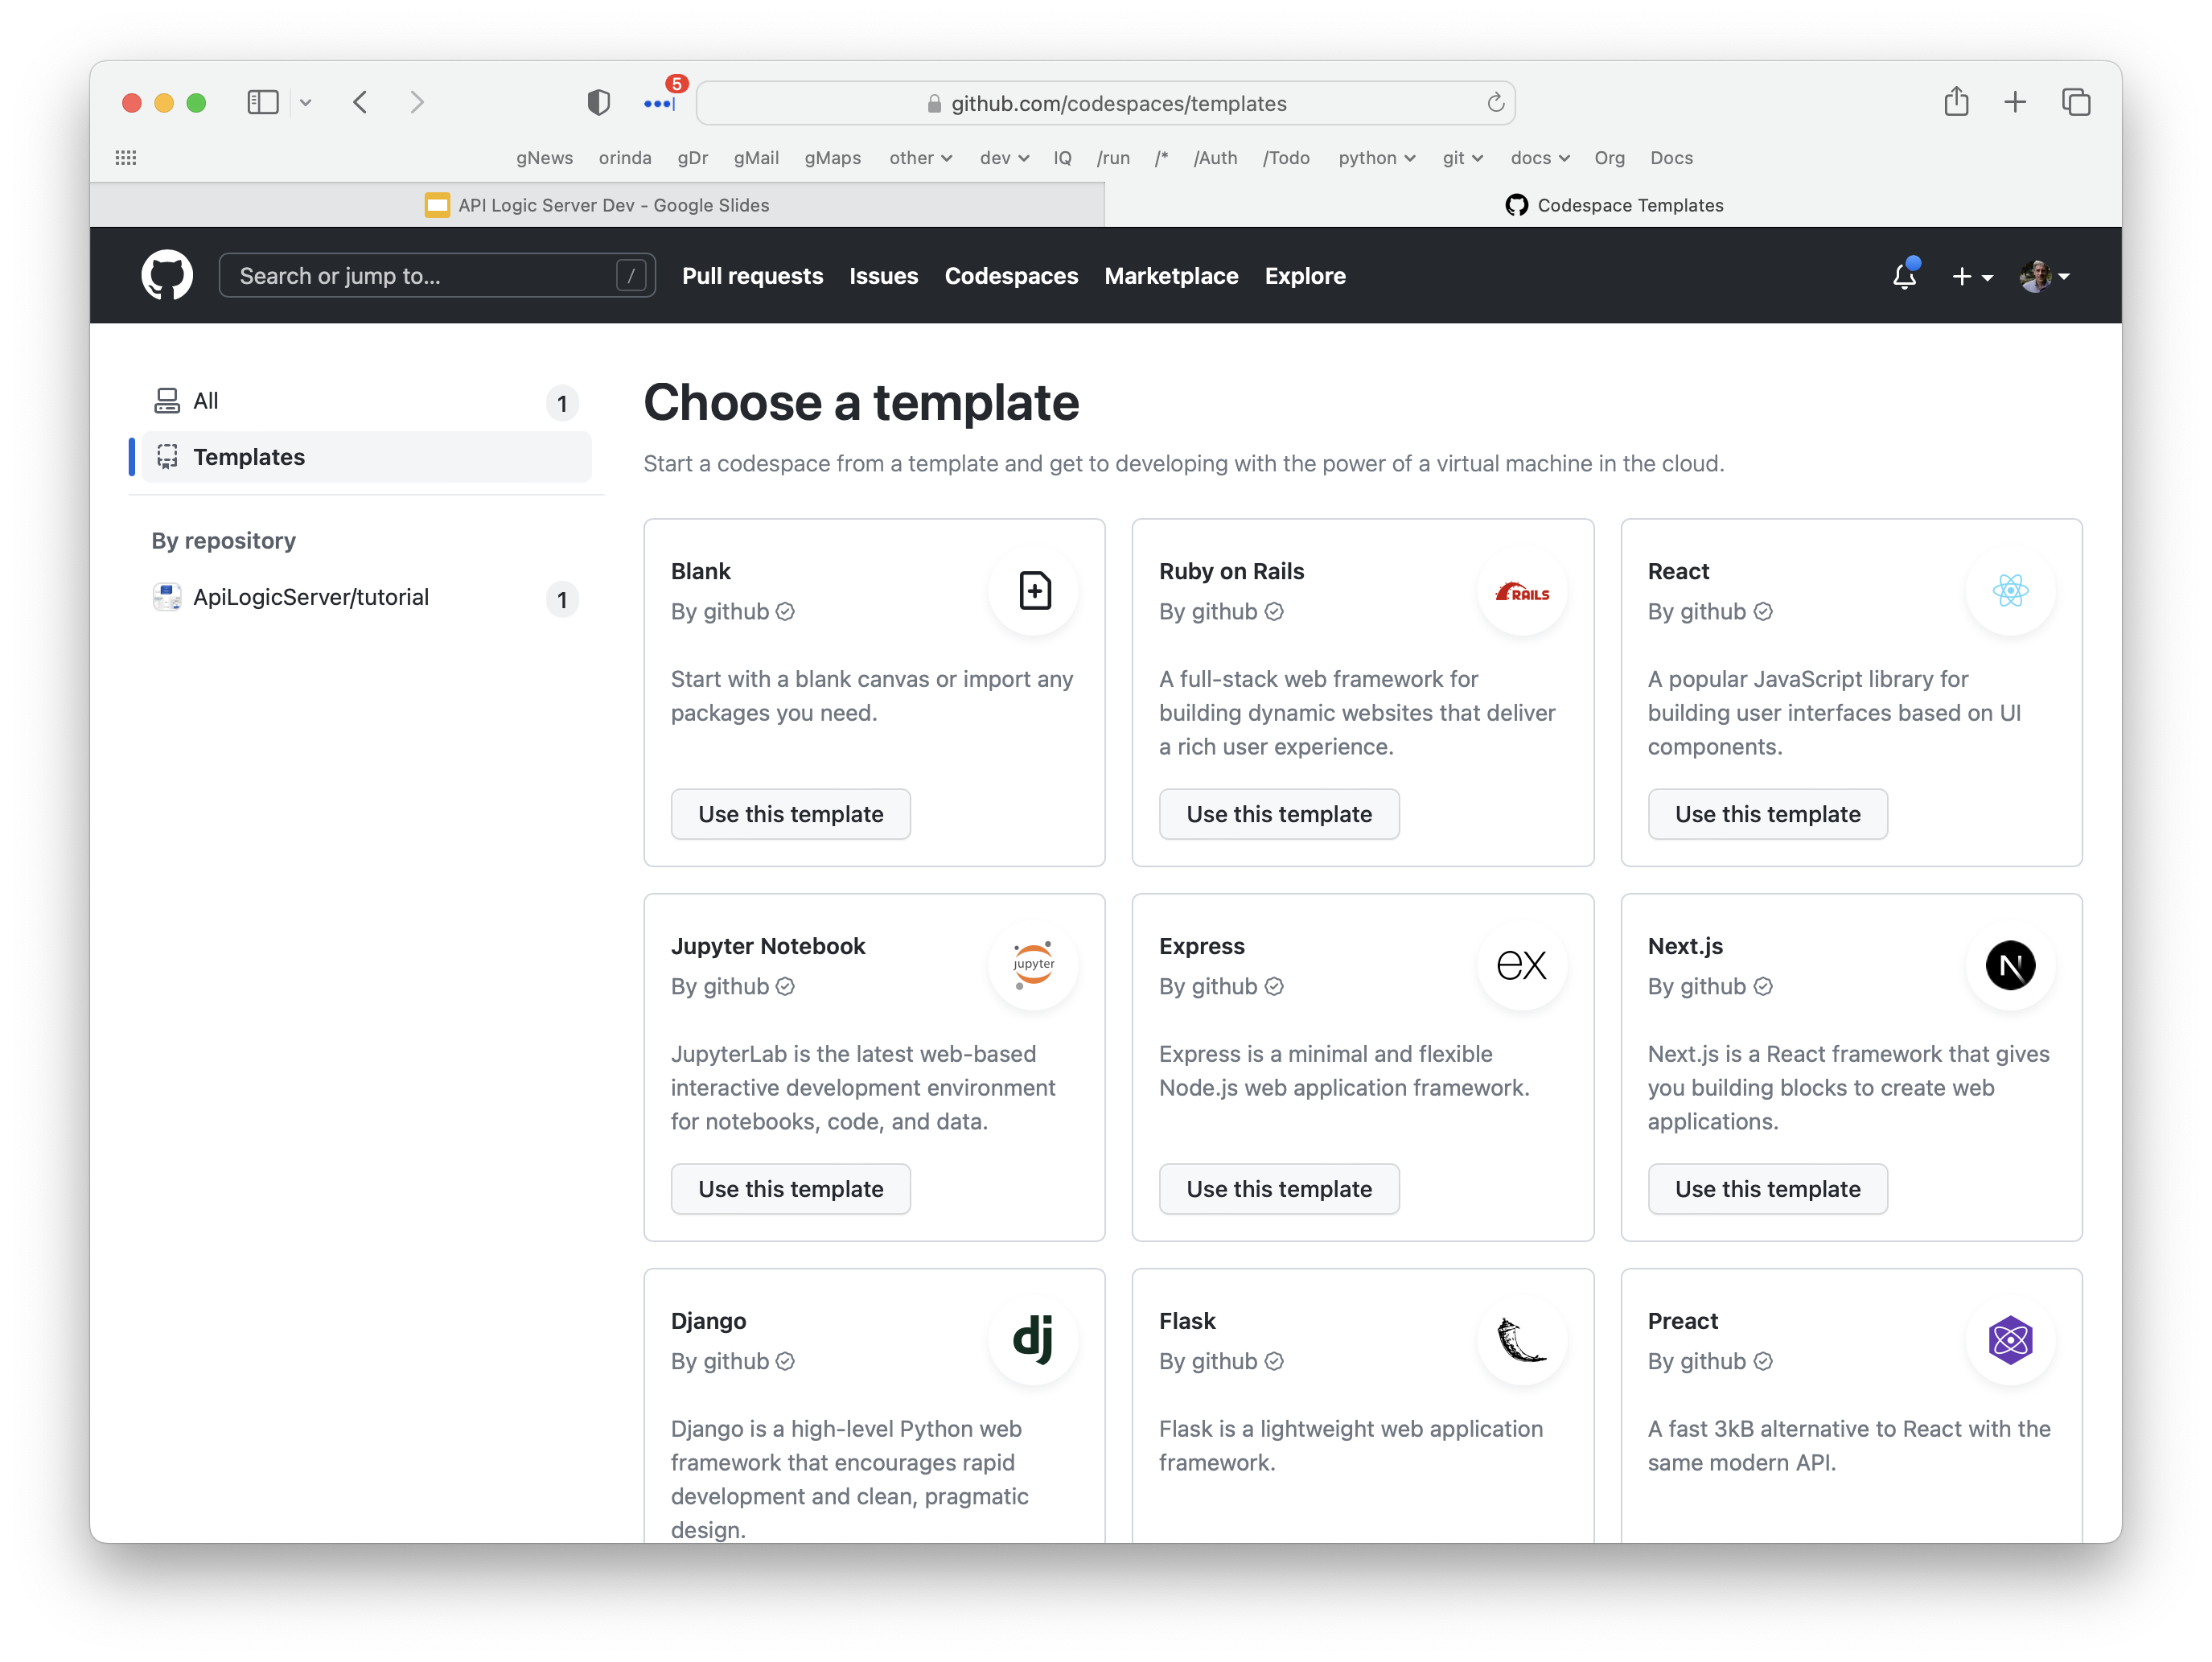 5
github.com/codespaces/templates
gNews orinda gDr gMail gMaps other dev IQ /run /* /Auth /Todo python git docs Org Docs
API Logic Server Dev - Google Slides
Codespace Templates
Search or jump to... /
Pull requests Issues Codespaces Marketplace Explore
All 1
Templates
By repository
ApiLogicServer/tutorial 1
Choose a template
Start a codespace from a template and get to developing with the power of a virtual machine in the cloud.
Blank
By github
Start with a blank canvas or import any
packages you need.
Use this template
Ruby on Rails
By github
RAILS
A full-stack web framework for
building dynamic websites that deliver
a rich user experience.
Use this template
React
By github
A popular JavaScript library for
building user interfaces based on UI
components.
Use this template
Jupyter Notebook
By github
jupyter
JupyterLab is the latest web-based
interactive development environment
for notebooks, code, and data.
Use this template
Express
By github
ex
Express is a minimal and flexible
Node.js web application framework.
Use this template
Next.js
By github
N
Next.js is a React framework that gives
you building blocks to create web
applications.
Use this template
Django
By github
dj
Django is a high-level Python web
framework that encourages rapid
development and clean, pragmatic
design.
Flask
By github
Flask is a lightweight web application
framework.
Preact
By github
A fast 3kB alternative to React with the
same modern API.